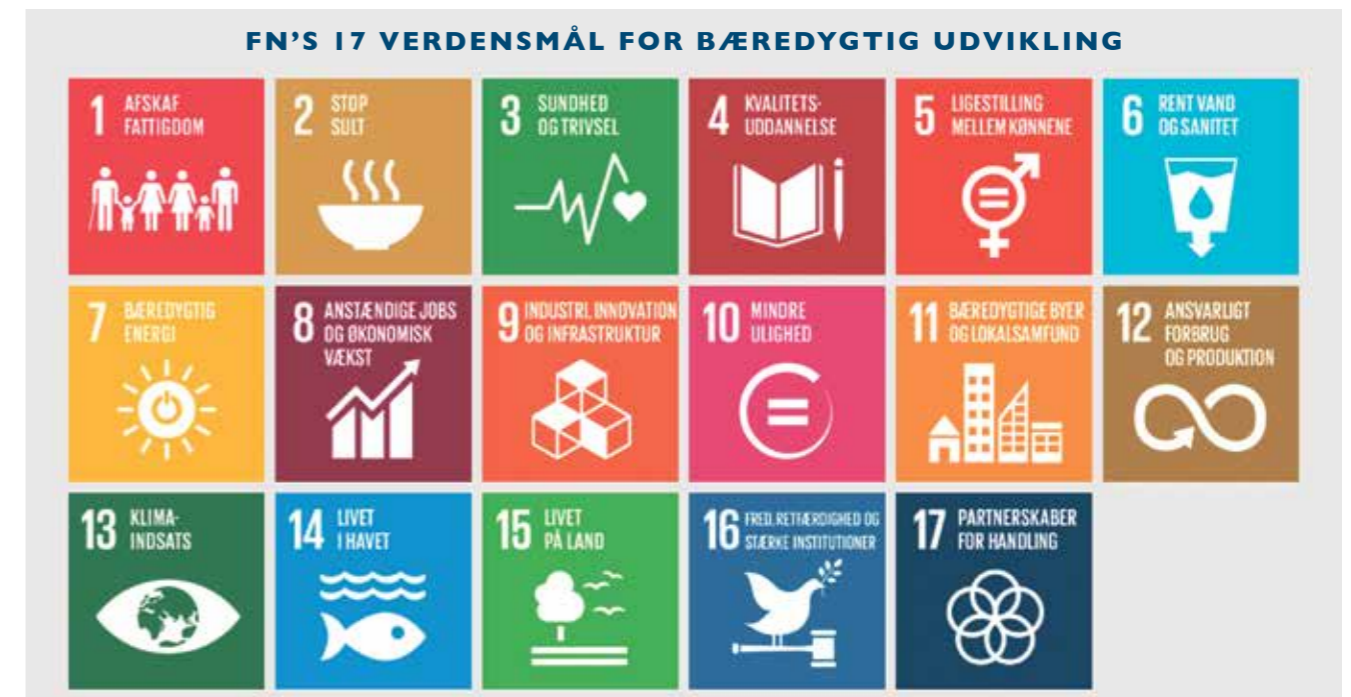 FN'S 17 VERDENSMÅL FOR BÆREDYGTIG UDVIKLING
1 AFSKAF
FATTIGDOM
2 STOP
SULT
3 SUNDHED
OG TRIVSEL
4 KVALITETS-
UDDANNELSE
5 LIGESTILLING
MELLEM KØNNENE
6 RENT VAND
OG SANITET
7 BÆREDYGTIG
ENERGI
8 ANSTÆNDIGE JOBS
OG ØKONOMISK
VÆKST
9 INDUSTRI, INNOVATION
OG INFRASTRUKTUR
10 MINDRE
ULIGHED
11 BÆREDYGTIGE BYER
OG LOKALSAMFUND
12 ANSVARLIGT
FORBRUG
OG PRODUKTION
13 KLIMA-
INDSATS
14 LIVET
I HAVET
15 LIVET
PÅ LAND
16 FRED, RETFÆRDIGHED OG
STÆRKE INSTITUTIONER
17 PARTNERSKABER
FOR HANDLING